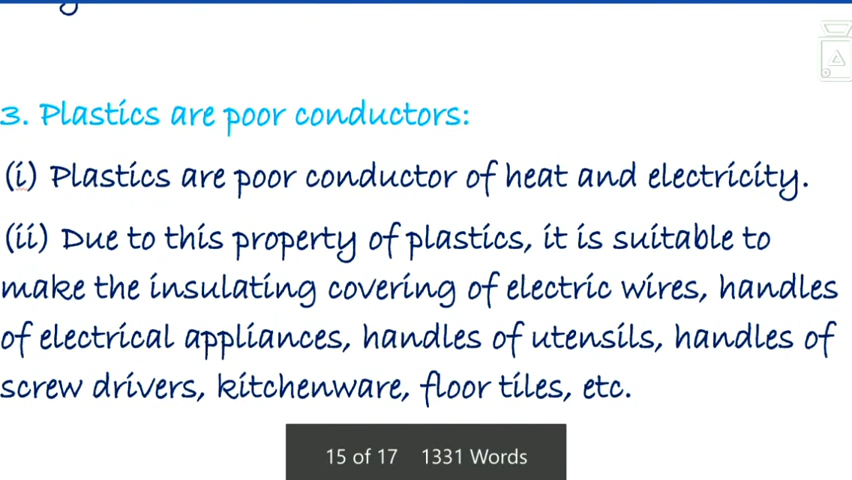 3. Plastics are poor conductors:
(i) Plastics are poor conductor of heat and electricity.
(ii) Due to this property of plastics, it is suitable to
make the insulating covering of electric wires, handles
of electrical appliances, handles of utensils, handles of
screw drivers, kitchenware, floor tiles, etc.
15 of 17 1331 Words